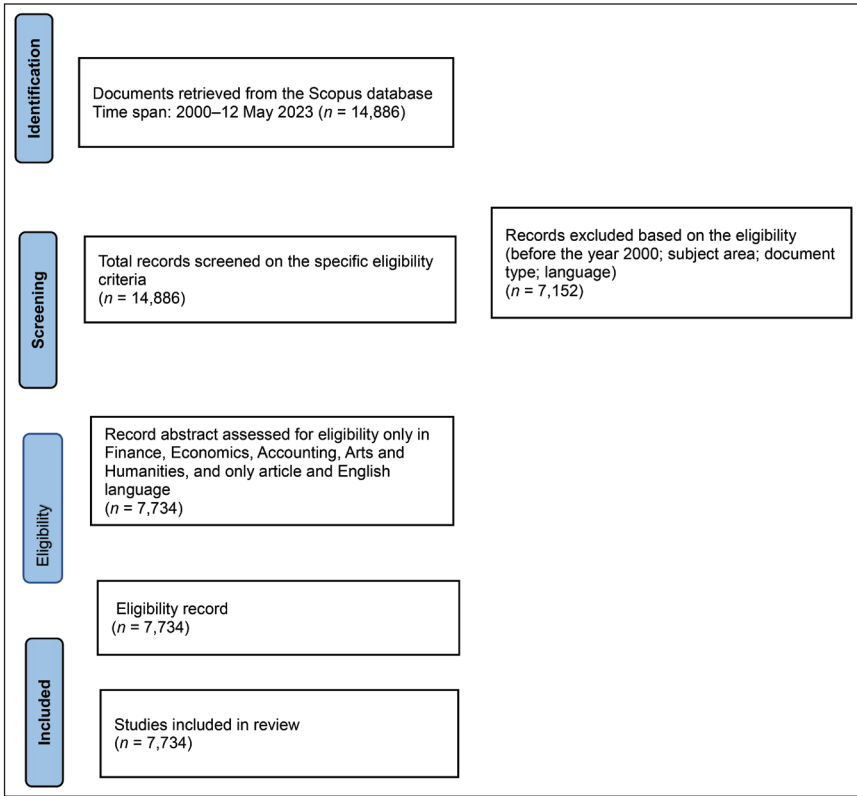 Identification
Documents retrieved from the Scopus database
Time span: 2000–12 May 2023 (n = 14,886)
Screening
Total records screened on the specific eligibility
criteria
(n = 14,886)
Records excluded based on the eligibility
(before the year 2000; subject area; document
type; language)
(n = 7,152)
Eligibility
Record abstract assessed for eligibility only in
Finance, Economics, Accounting, Arts and
Humanities, and only article and English
language
(n = 7,734)
Eligibility record
(n = 7,734)
Included
Studies included in review
(n = 7,734)